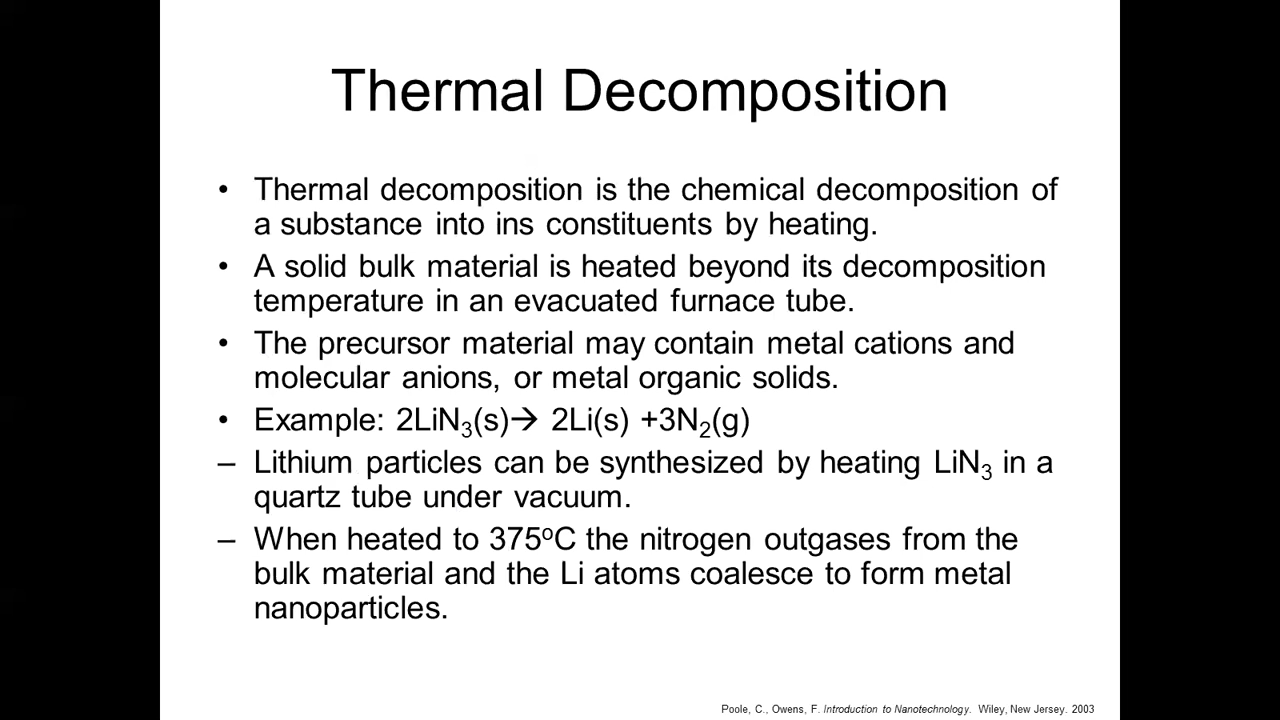 Thermal Decomposition
• Thermal decomposition is the chemical decomposition of
a substance into ins constituents by heating.
• A solid bulk material is heated beyond its decomposition
temperature in an evacuated furnace tube.
• The precursor material may contain metal cations and
molecular anions, or metal organic solids.
• Example: 2LiN₃(s)→ 2Li(s) +3N₂(g)
– Lithium particles can be synthesized by heating LiN₃ in a
quartz tube under vacuum.
– When heated to 375ºC the nitrogen outgases from the
bulk material and the Li atoms coalesce to form metal
nanoparticles.
Poole, C., Owens, F. Introduction to Nanotechnology. Wiley, New Jersey. 2003